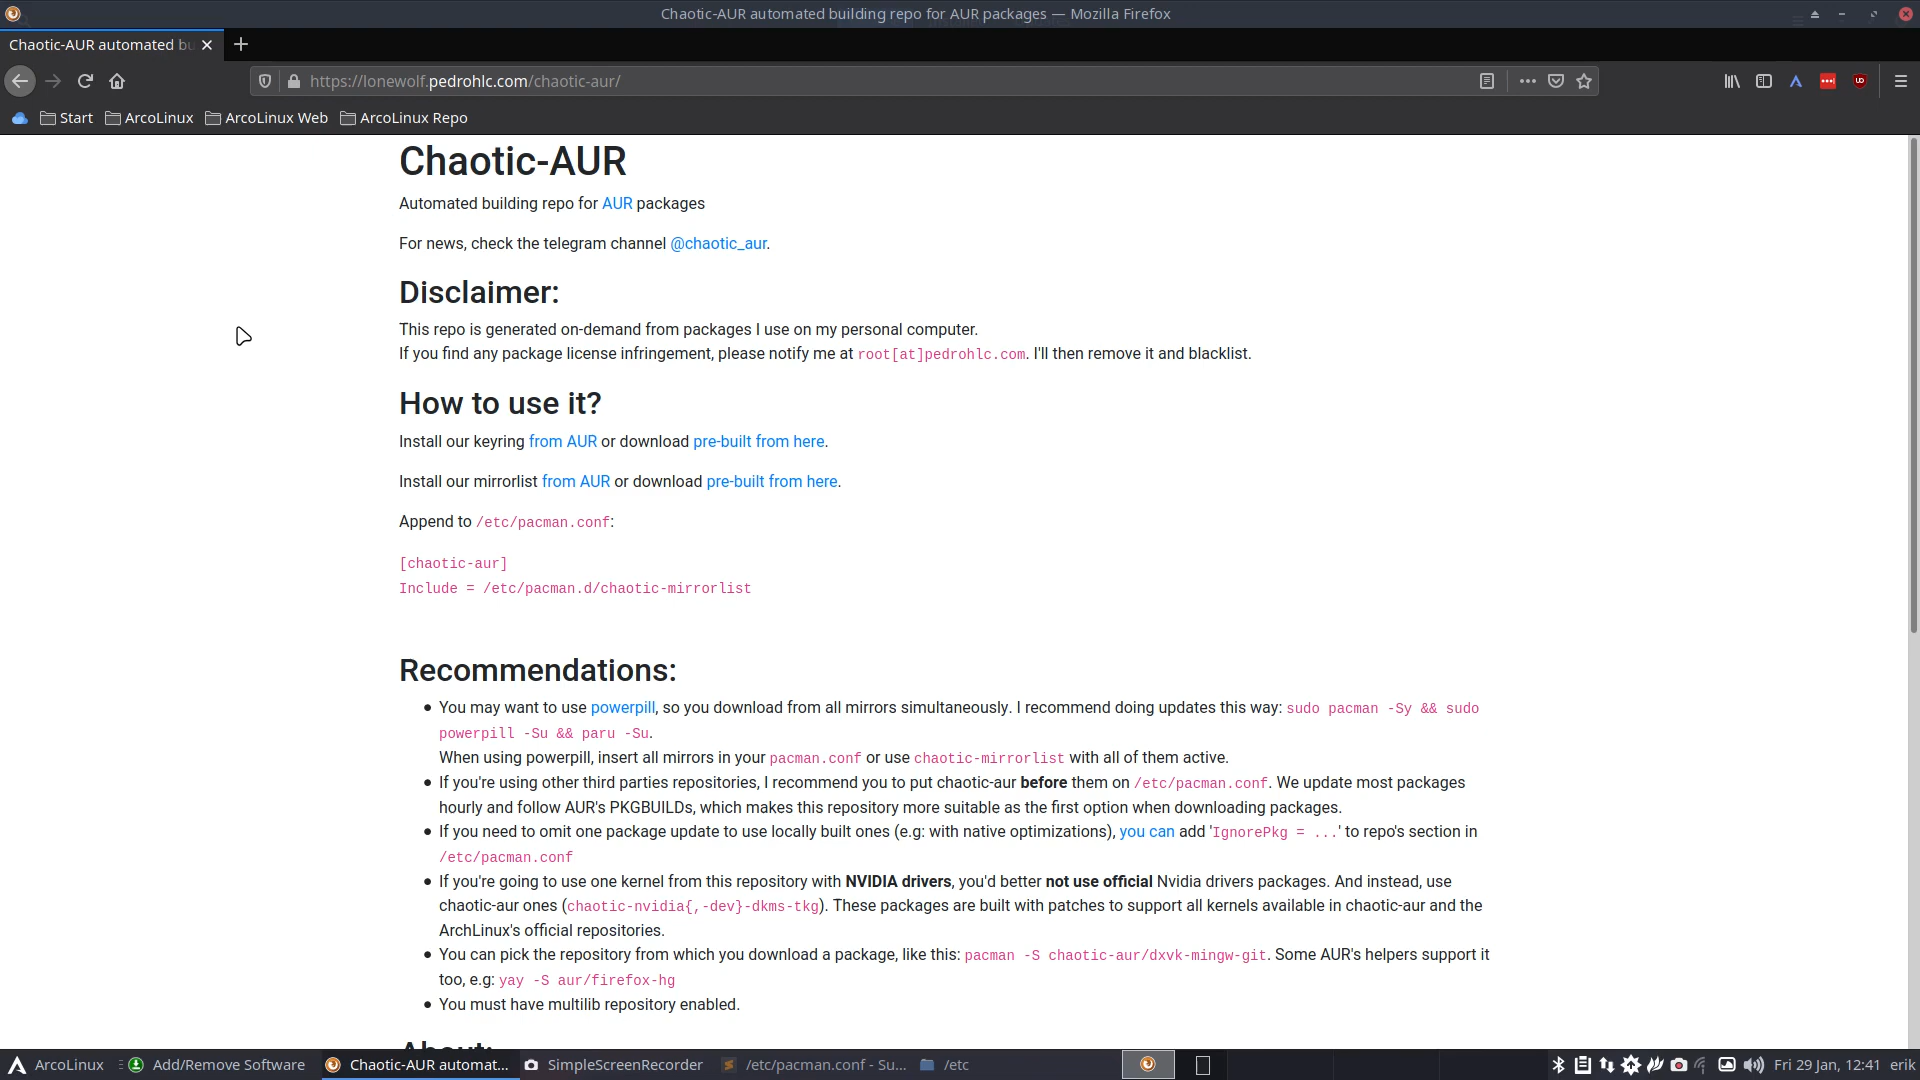 Chaotic-AUR automated building repo for AUR packages — Mozilla Firefox
Chaotic-AUR automated bu
https://lonewolf.pedrohlc.com/chaotic-aur/
Start ArcoLinux ArcoLinux Web ArcoLinux Repo
Chaotic-AUR
Automated building repo for AUR packages
For news, check the telegram channel @chaotic_aur.
Disclaimer:
This repo is generated on-demand from packages I use on my personal computer.
If you find any package license infringement, please notify me at root[at]pedrohlc.com. I'll then remove it and blacklist.
How to use it?
Install our keyring from AUR or download pre-built from here.
Install our mirrorlist from AUR or download pre-built from here.
Append to /etc/pacman.conf:
[chaotic-aur]
Include = /etc/pacman.d/chaotic-mirrorlist
Recommendations:
You may want to use powerpill, so you download from all mirrors simultaneously. I recommend doing updates this way: sudo pacman -Sy && sudo
powerpill -Su && paru -Su.
When using powerpill, insert all mirrors in your pacman.conf or use chaotic-mirrorlist with all of them active.
If you're using other third parties repositories, I recommend you to put chaotic-aur before them on /etc/pacman.conf. We update most packages
hourly and follow AUR's PKGBUILDs, which makes this repository more suitable as the first option when downloading packages.
If you need to omit one package update to use locally built ones (e.g: with native optimizations), you can add 'IgnorePkg = ...' to repo's section in
/etc/pacman.conf
If you're going to use one kernel from this repository with NVIDIA drivers, you'd better not use official Nvidia drivers packages. And instead, use
chaotic-aur ones (chaotic-nvidia{,-dev}-dkms-tkg). These packages are built with patches to support all kernels available in chaotic-aur and the
ArchLinux's official repositories.
You can pick the repository from which you download a package, like this: pacman -S chaotic-aur/dxvk-mingw-git. Some AUR's helpers support it
too, e.g: yay -S aur/firefox-hg
You must have multilib repository enabled.
About:
ArcoLinux Add/Remove Software Chaotic-AUR automat... SimpleScreenRecorder /etc/pacman.conf - Su... /etc Fri 29 Jan, 12:41 erik